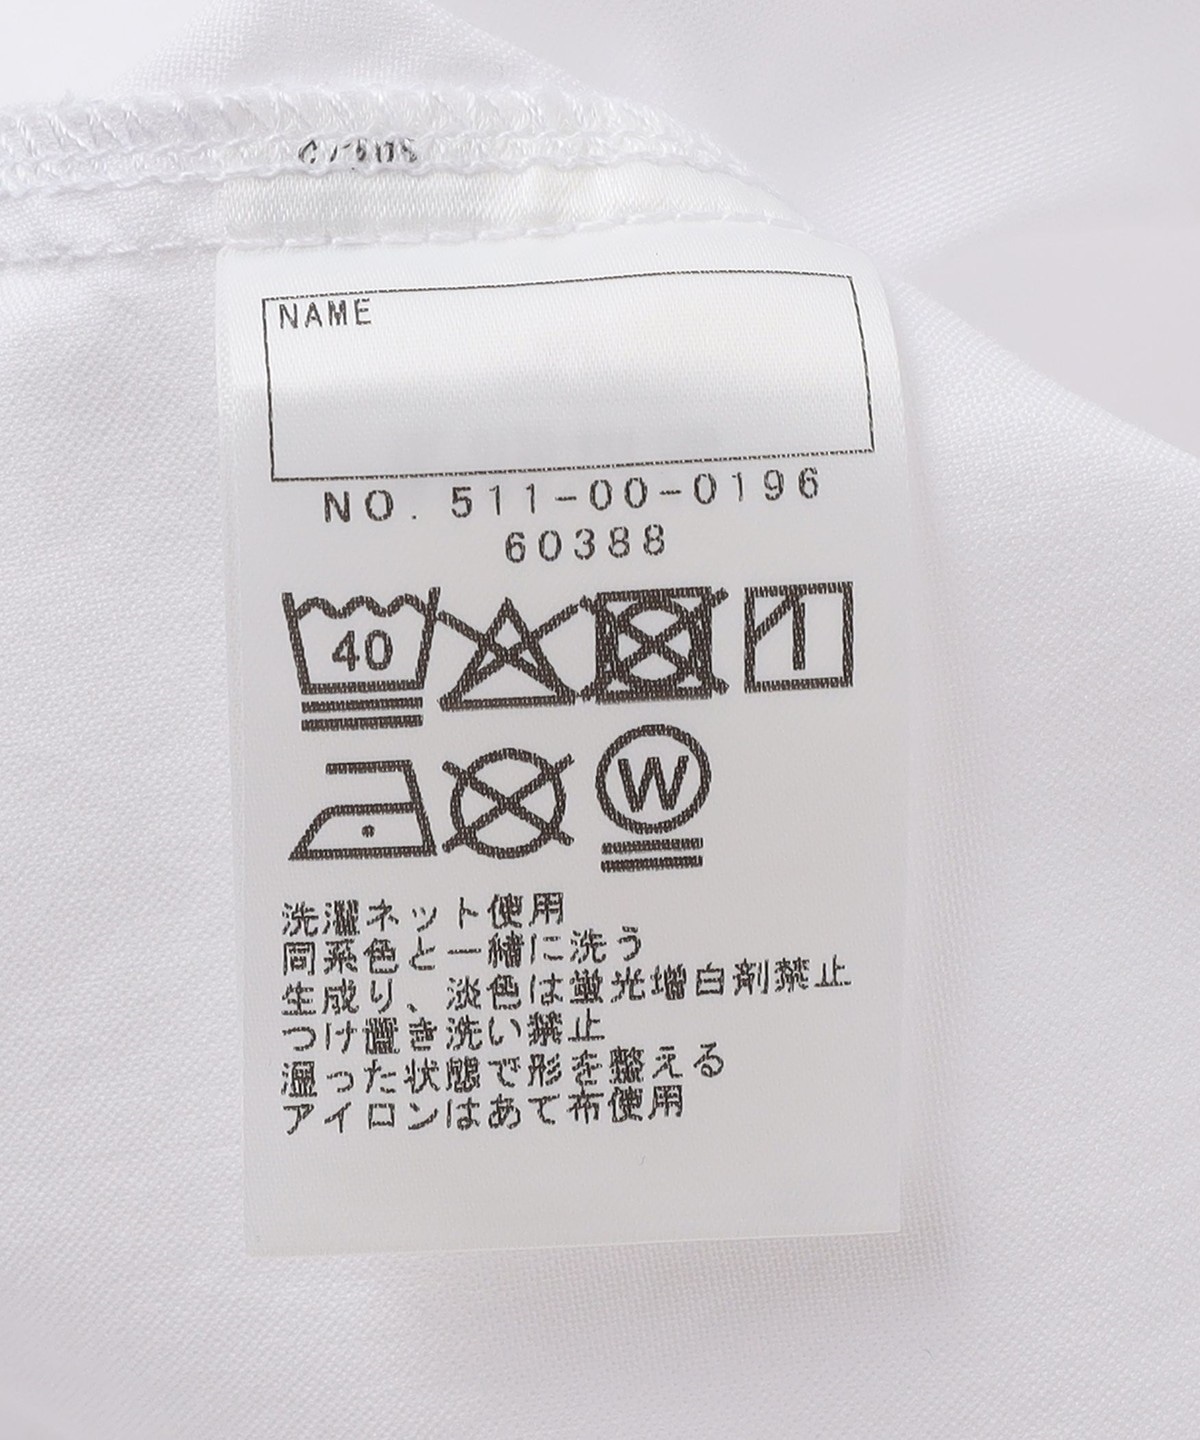 NAME
NO. 511-00-0196
60388
40
W
洗濯ネット使用
同系色と一緒に洗う
生成り、淡色は蛍光増白剤禁止
つけ置き洗い禁止
湿った状態で形を整える
アイロンはあて布使用